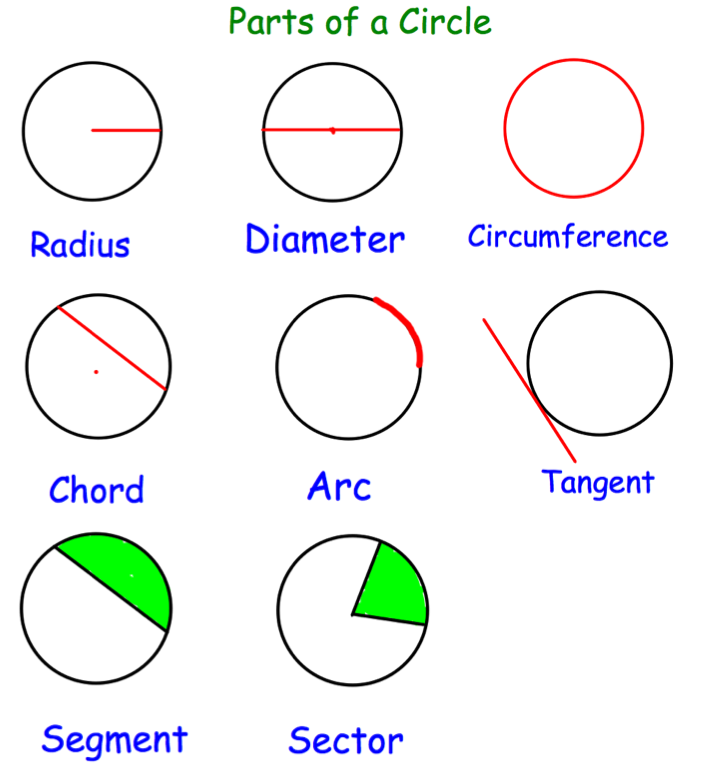 Parts of a Circle
Radius
Diameter
Circumference
Chord
Arc
Tangent
Segment
Sector